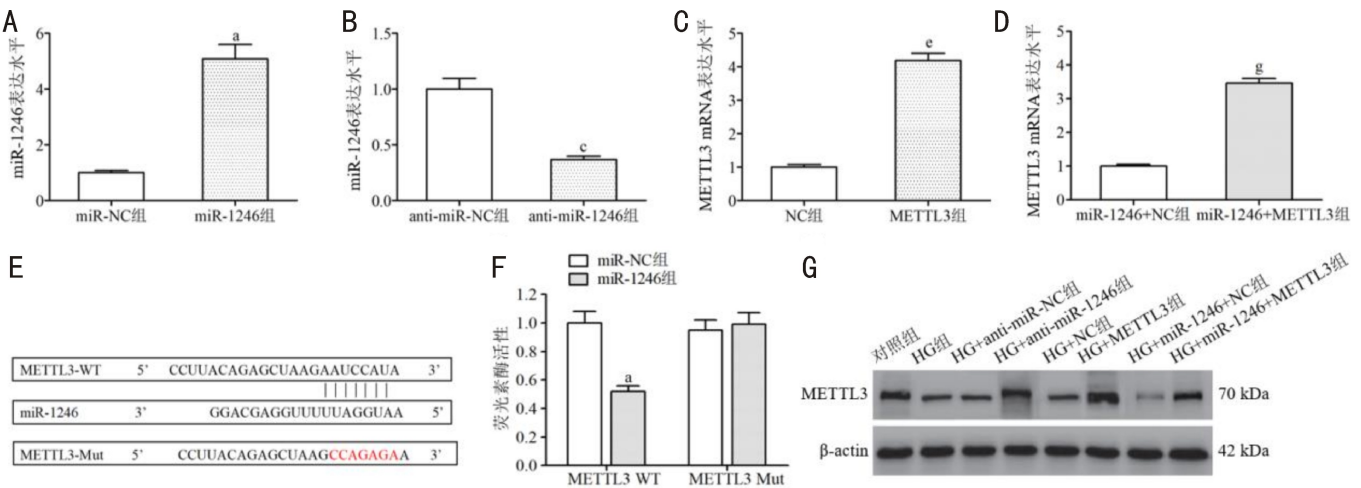 A
miR-1246表达水平
6
4
2
0
a
miR-NC组
miR-1246组
B
miR-1246表达水平
1.5
1.0
0.5
0
c
anti-miR-NC组
anti-miR-1246组
C
METTL3 mRNA表达水平
5
4
3
2
1
0
e
NC组
METTL3组
D
METTL3 mRNA表达水平
5
4
3
2
1
0
g
miR-1246+NC组
miR-1246+METTL3组
E
METTL3-WT 5' CCUUACAGAGCUAAGAAUCCAUA 3'
miR-1246 3' GGACGAGGUUUUUAGGUAA 5'
METTL3-Mut 5' CCUUACAGAGCUAAGCCAGAGAA 3'
F
miR-NC组
miR-1246组
荧光素酶活性
1.2
1.0
0.8
0.6
0.4
0.2
0.0
a
METTL3 WT
METTL3 Mut
G
对照组
HG组
HG+anti-miR-NC组
HG+anti-miR-1246组
HG+NC组
HG+METTL3组
HG+miR-1246+NC组
HG+miR-1246+METTL3组
METTL3
70 kDa
β-actin
42 kDa